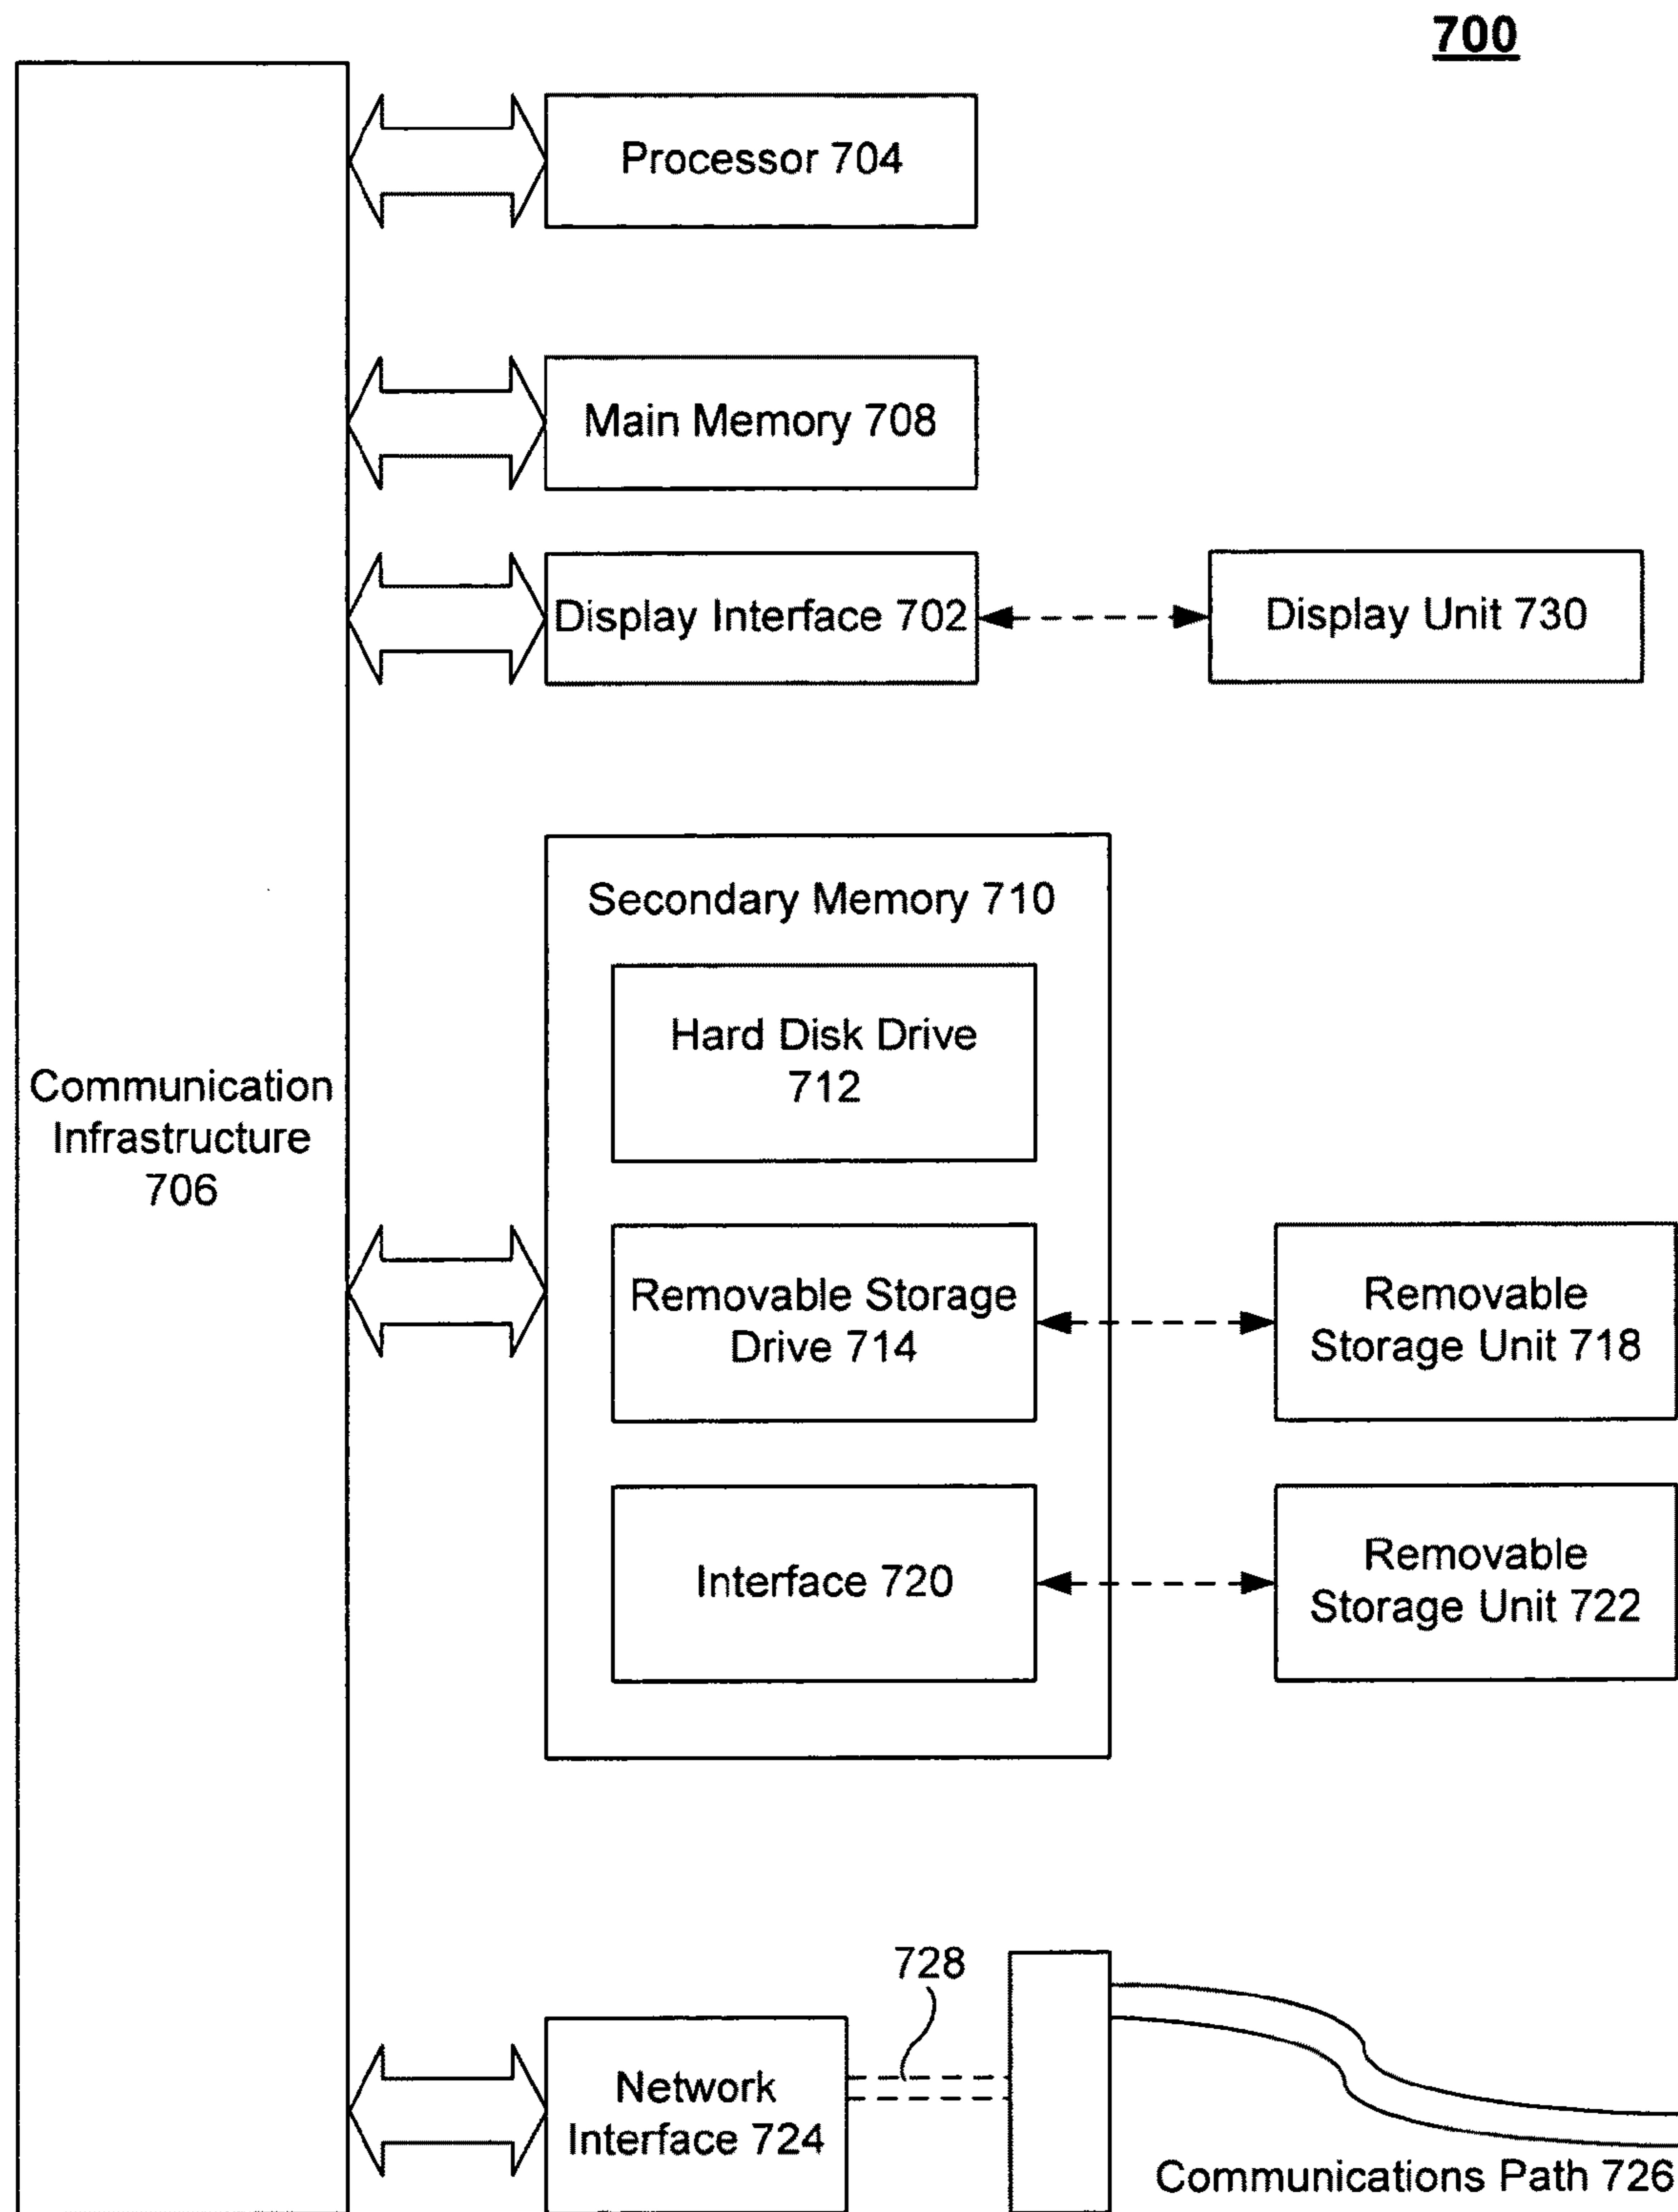 700
Processor 704
Main Memory 708
Display Interface 702
Display Unit 730
Secondary Memory 710
Hard Disk Drive
712
Communication
Infrastructure
706
Removable Storage
Drive 714
Removable
Storage Unit 718
Interface 720
Removable
Storage Unit 722
728
Network
Interface 724
Communications Path 726